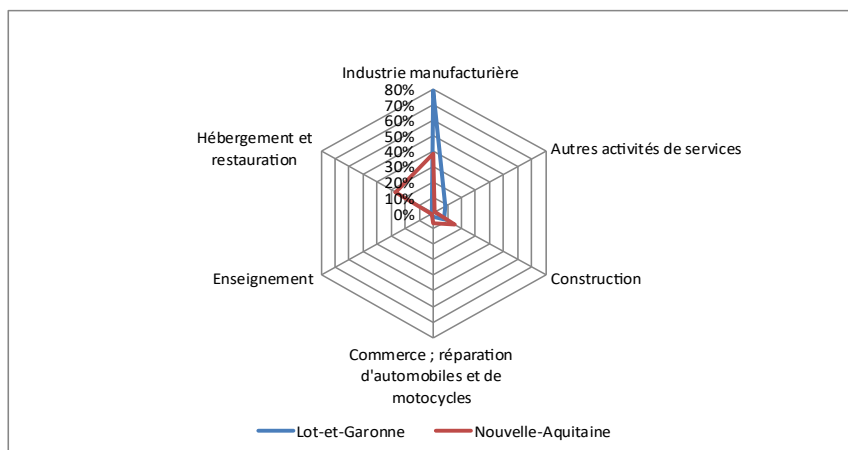 Industrie manufacturière
80%
70%
60%
50%
40%
30%
20%
10%
0%
Hébergement et
restauration
Autres activités de services
Enseignement
Construction
Commerce ; réparation
d'automobiles et de
motocycles
Lot-et-Garonne
Nouvelle-Aquitaine